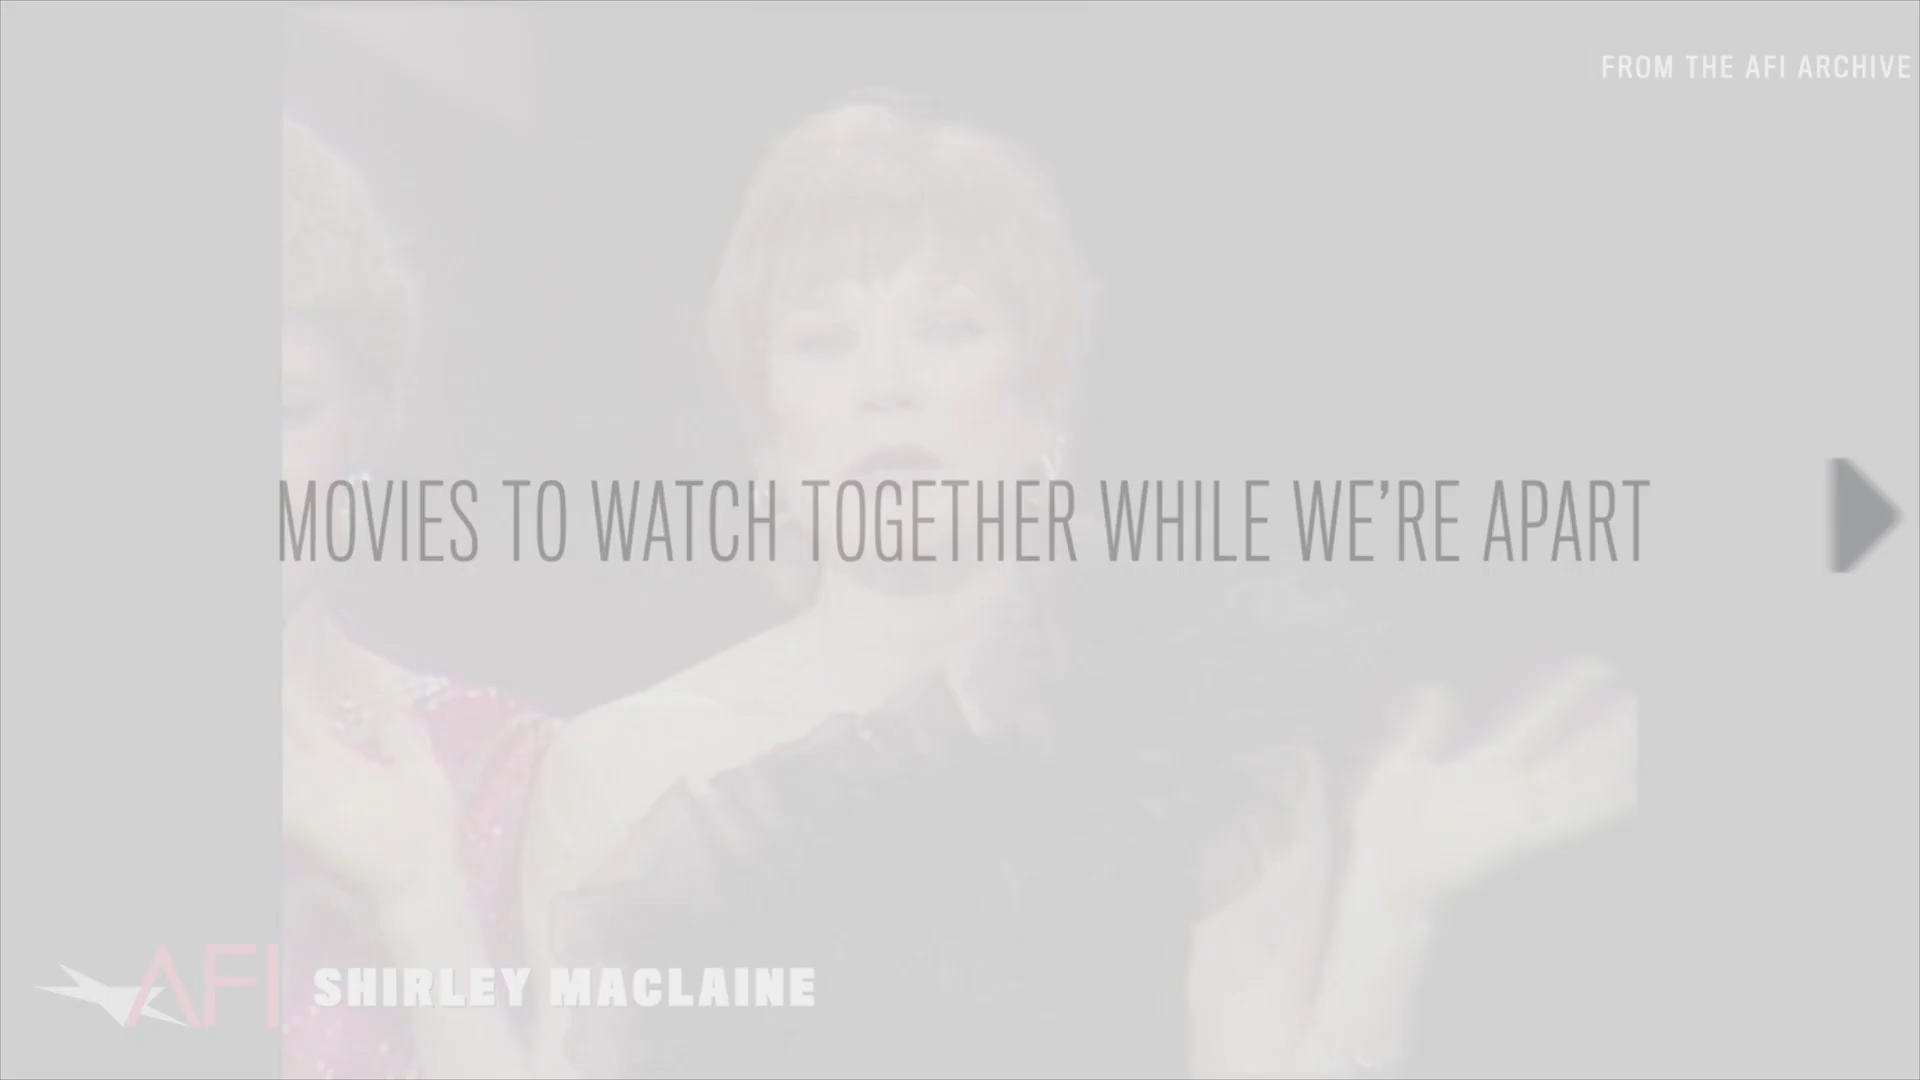 FROM THE AFI ARCHIVE
MOVIES TO WATCH TOGETHER WHILE WE'RE APART
AFI
SHIRLEY MACLAINE